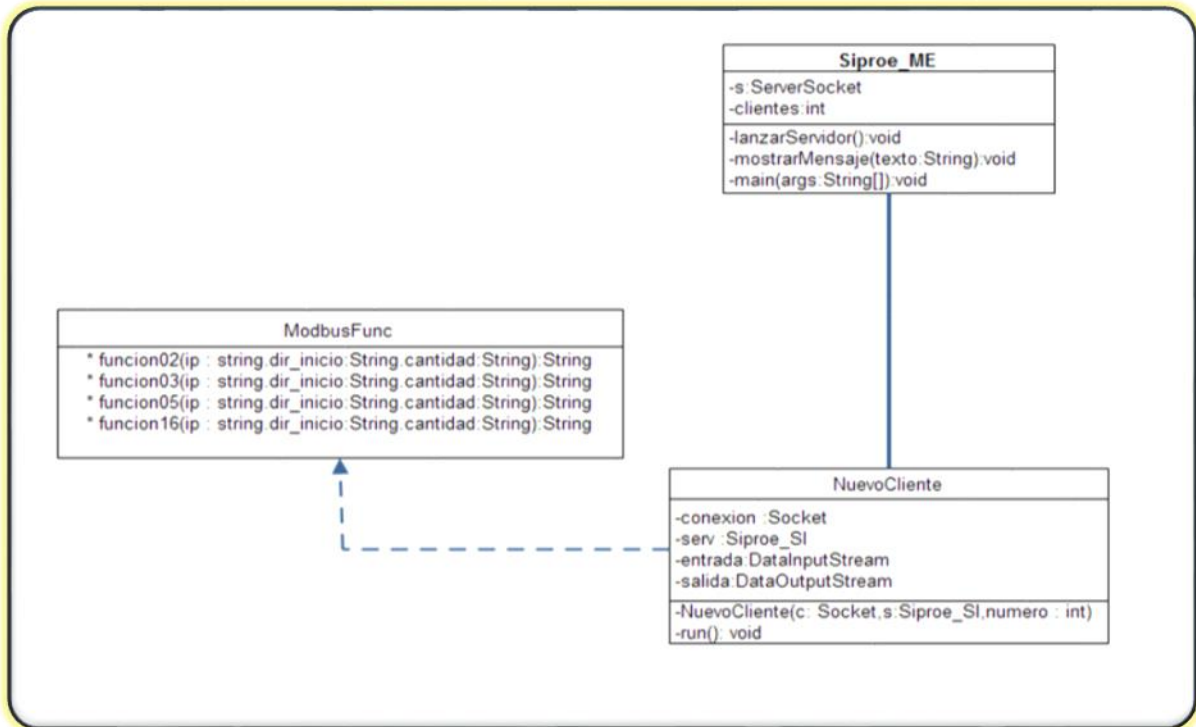 Siproe_ME
-s:ServerSocket
-clientes:int
-lanzarServidor():void
-mostrarMensaje(texto:String):void
-main(args:String[]):void
ModbusFunc
* funcion02(ip : string.dir_inicio:String.cantidad:String):String
* funcion03(ip : string.dir_inicio:String.cantidad:String):String
* funcion05(ip : string.dir_inicio:String.cantidad:String):String
* funcion16(ip : string.dir_inicio:String.cantidad:String):String
NuevoCliente
-conexion :Socket
-serv :Siproe_SI
-entrada:DataInputStream
-salida:DataOutputStream
-NuevoCliente(c: Socket,s:Siproe_SI,numero : int)
-run(): void